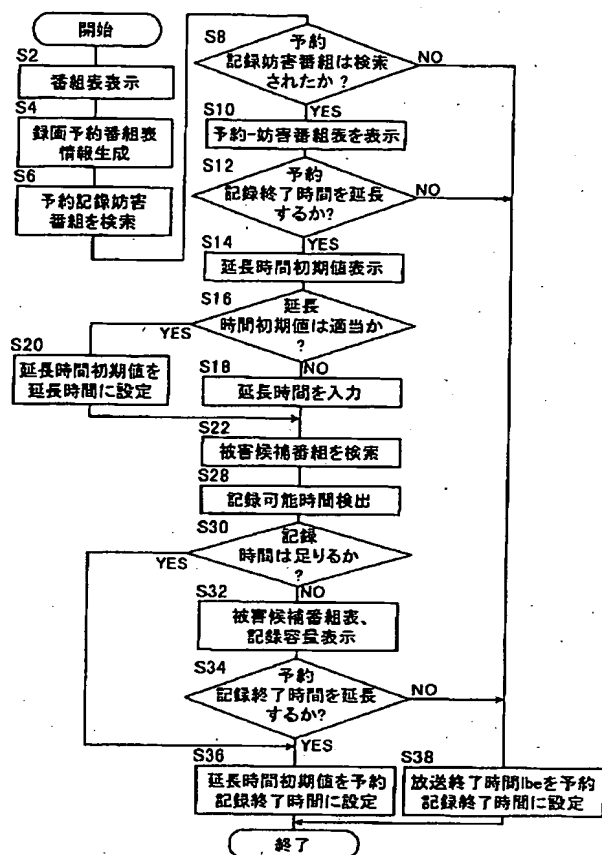 開始
S2
番組表表示
S4
録画予約番組表
情報生成
S6
予約記録妨害
番組を検索
S8
予約
記録妨害番組は検索
されたか?
NO
YES
S10
予約-妨害番組表を表示
S12
予約
記録終了時間を延長
するか?
NO
YES
S14
延長時間初期値表示
S16
延長
時間初期値は適当か
?
YES
NO
S20
延長時間初期値を
延長時間に設定
S18
延長時間を入力
S22
被害候補番組を検索
S28
記録可能時間検出
S30
記録
時間は足りるか
?
YES
NO
S32
被害候補番組表、
記録容量表示
S34
予約
記録終了時間を延長
するか?
NO
YES
S36
延長時間初期値を予約
記録終了時間に設定
S38
放送終了時間Ibeを予約
記録終了時間に設定
終了